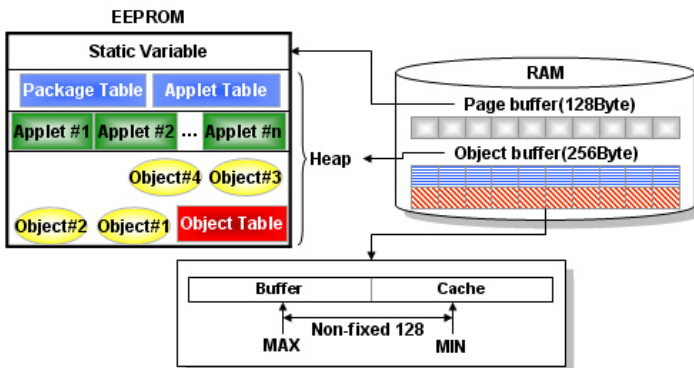 EEPROM
Static Variable
Package Table
Applet Table
Applet #1
Applet #2
...
Applet #n
Object#4
Object#3
Object#2
Object#1
Object Table
Heap
RAM
Page buffer(128Byte)
Object buffer(256Byte)
Buffer
Cache
Non-fixed 128
MAX
MIN